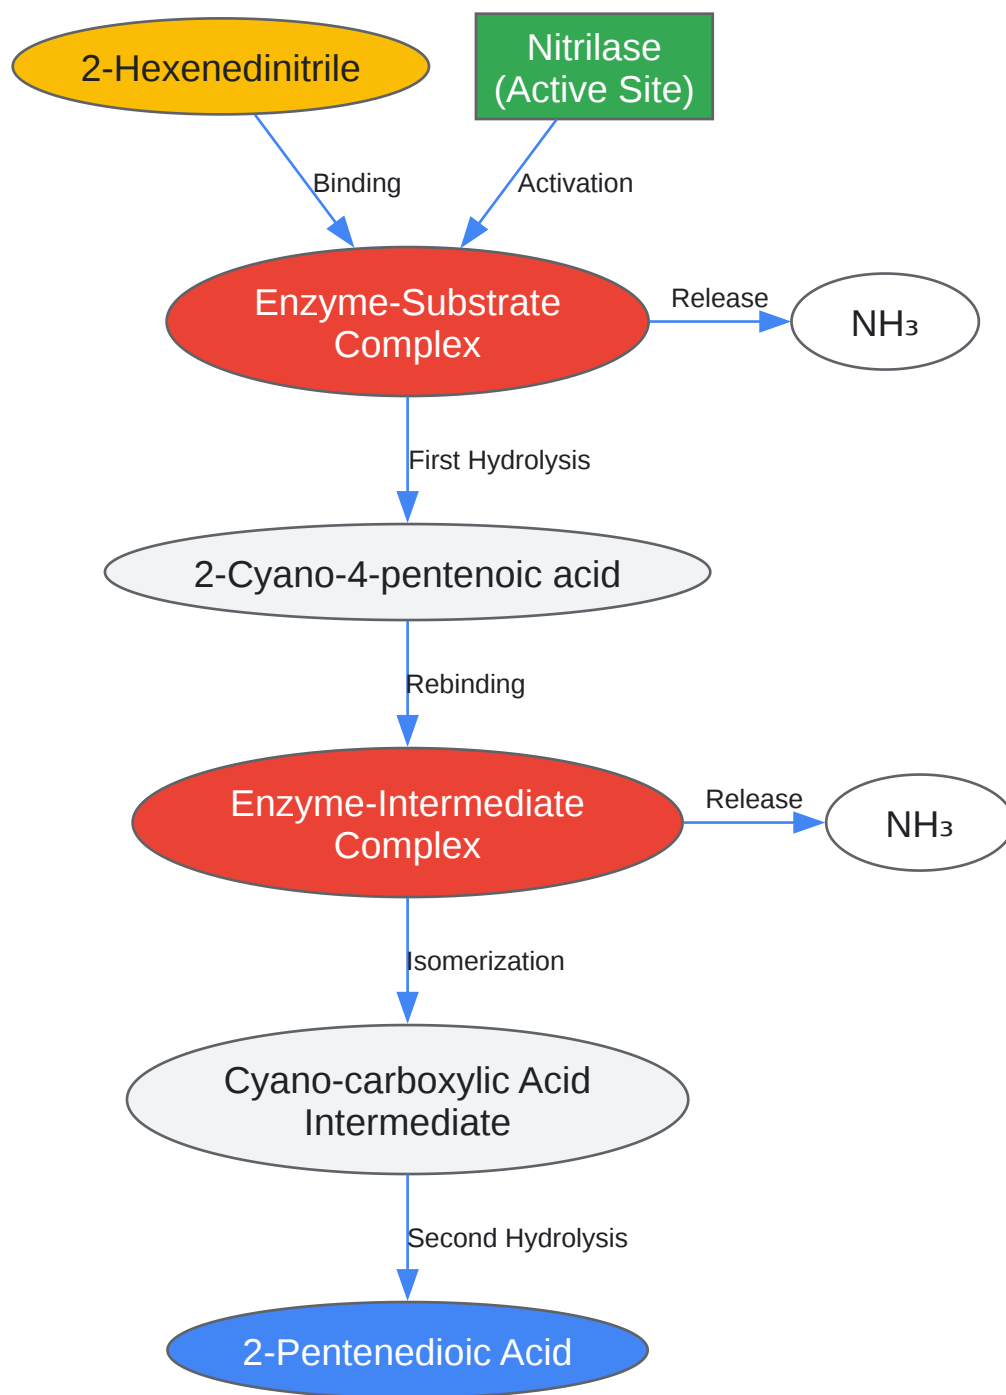 2-Hexenedinitrile
Nitrilase
(Active Site)
Binding
Activation
Enzyme-Substrate
Complex
Release
NH₃
First Hydrolysis
2-Cyano-4-pentenoic acid
Rebinding
Enzyme-Intermediate
Complex
Release
NH₃
Isomerization
Cyano-carboxylic Acid
Intermediate
Second Hydrolysis
2-Pentenedioic Acid